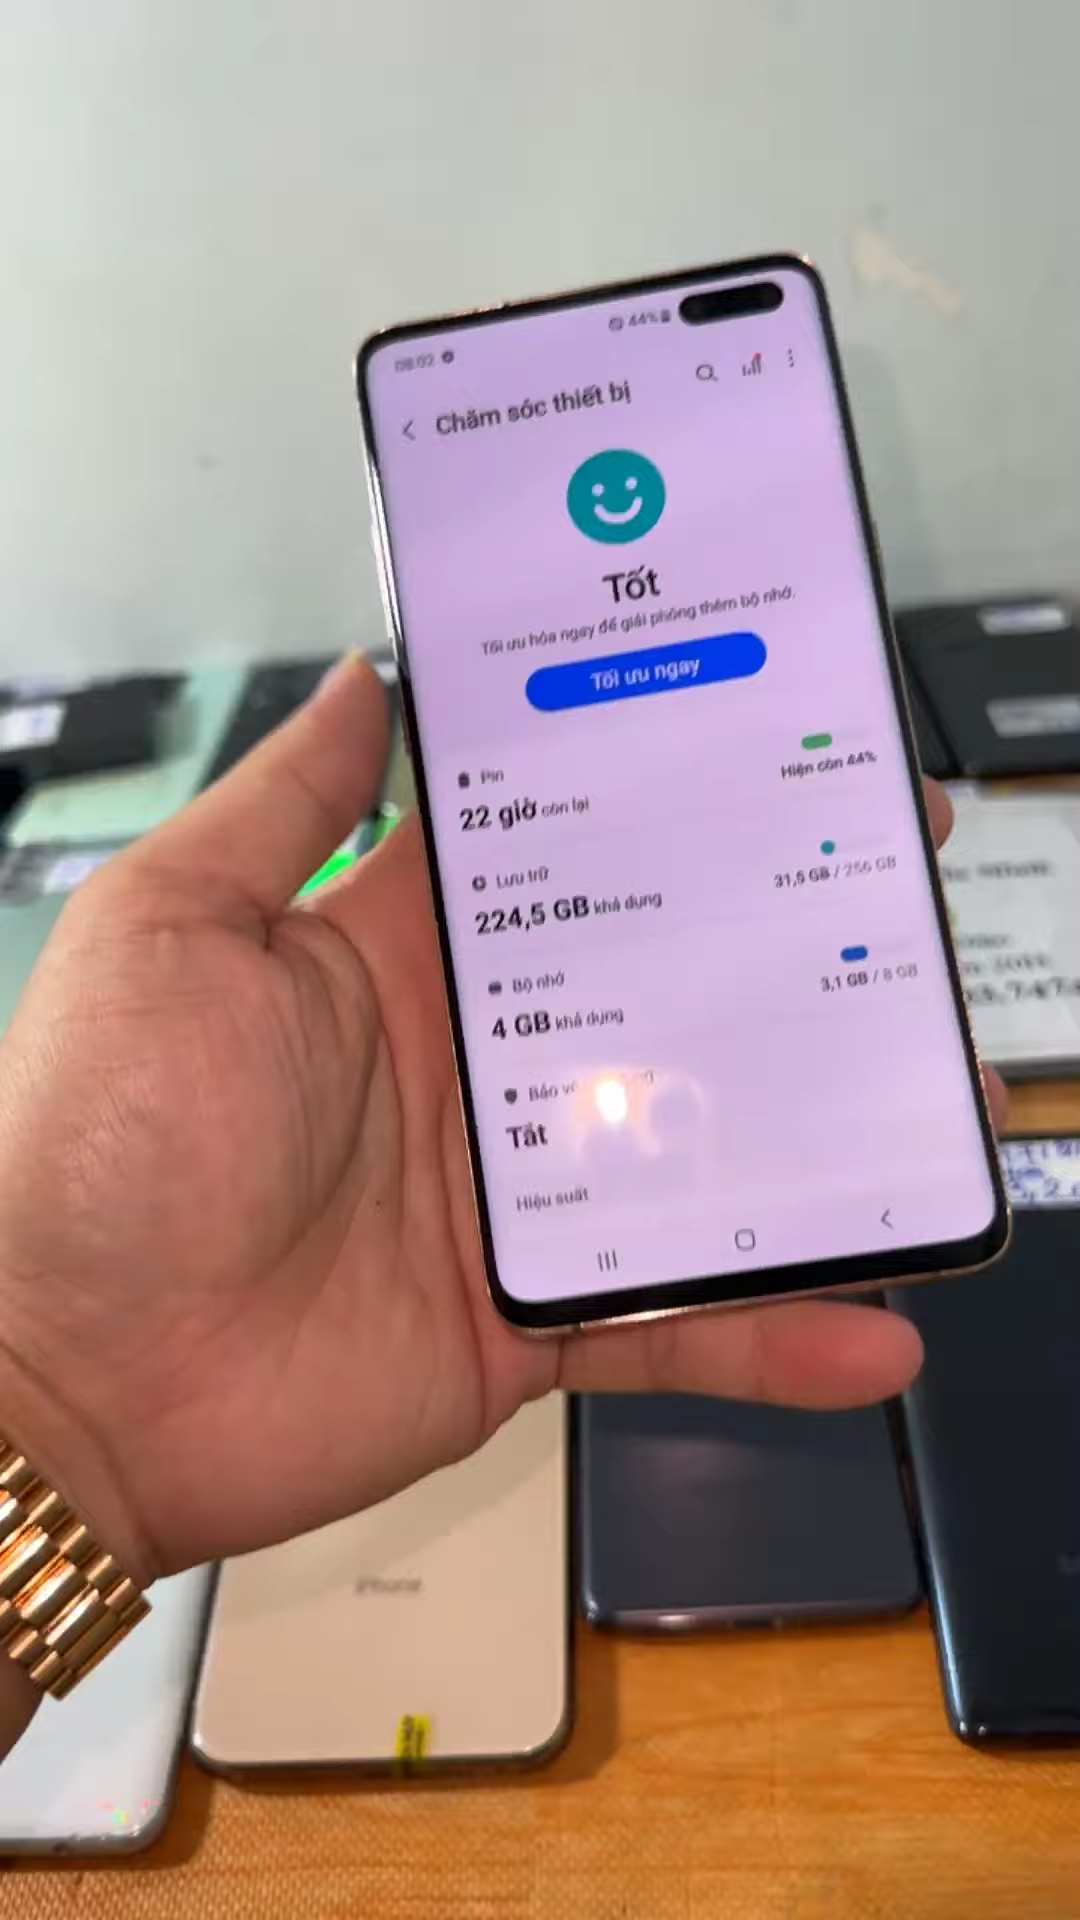 08:02
44%
Chăm sóc thiết bị
Tốt
Tối ưu hóa ngay để giải phóng thêm bộ nhớ.
Tối ưu ngay
Pin
22 giờ còn lại
Hiện còn 44%
Lưu trữ
224,5 GB khả dụng
31,5 GB / 256 GB
Bộ nhớ
4 GB khả dụng
3,1 GB / 8 GB
Bảo
Tắt
Hiệu suất
iPhone